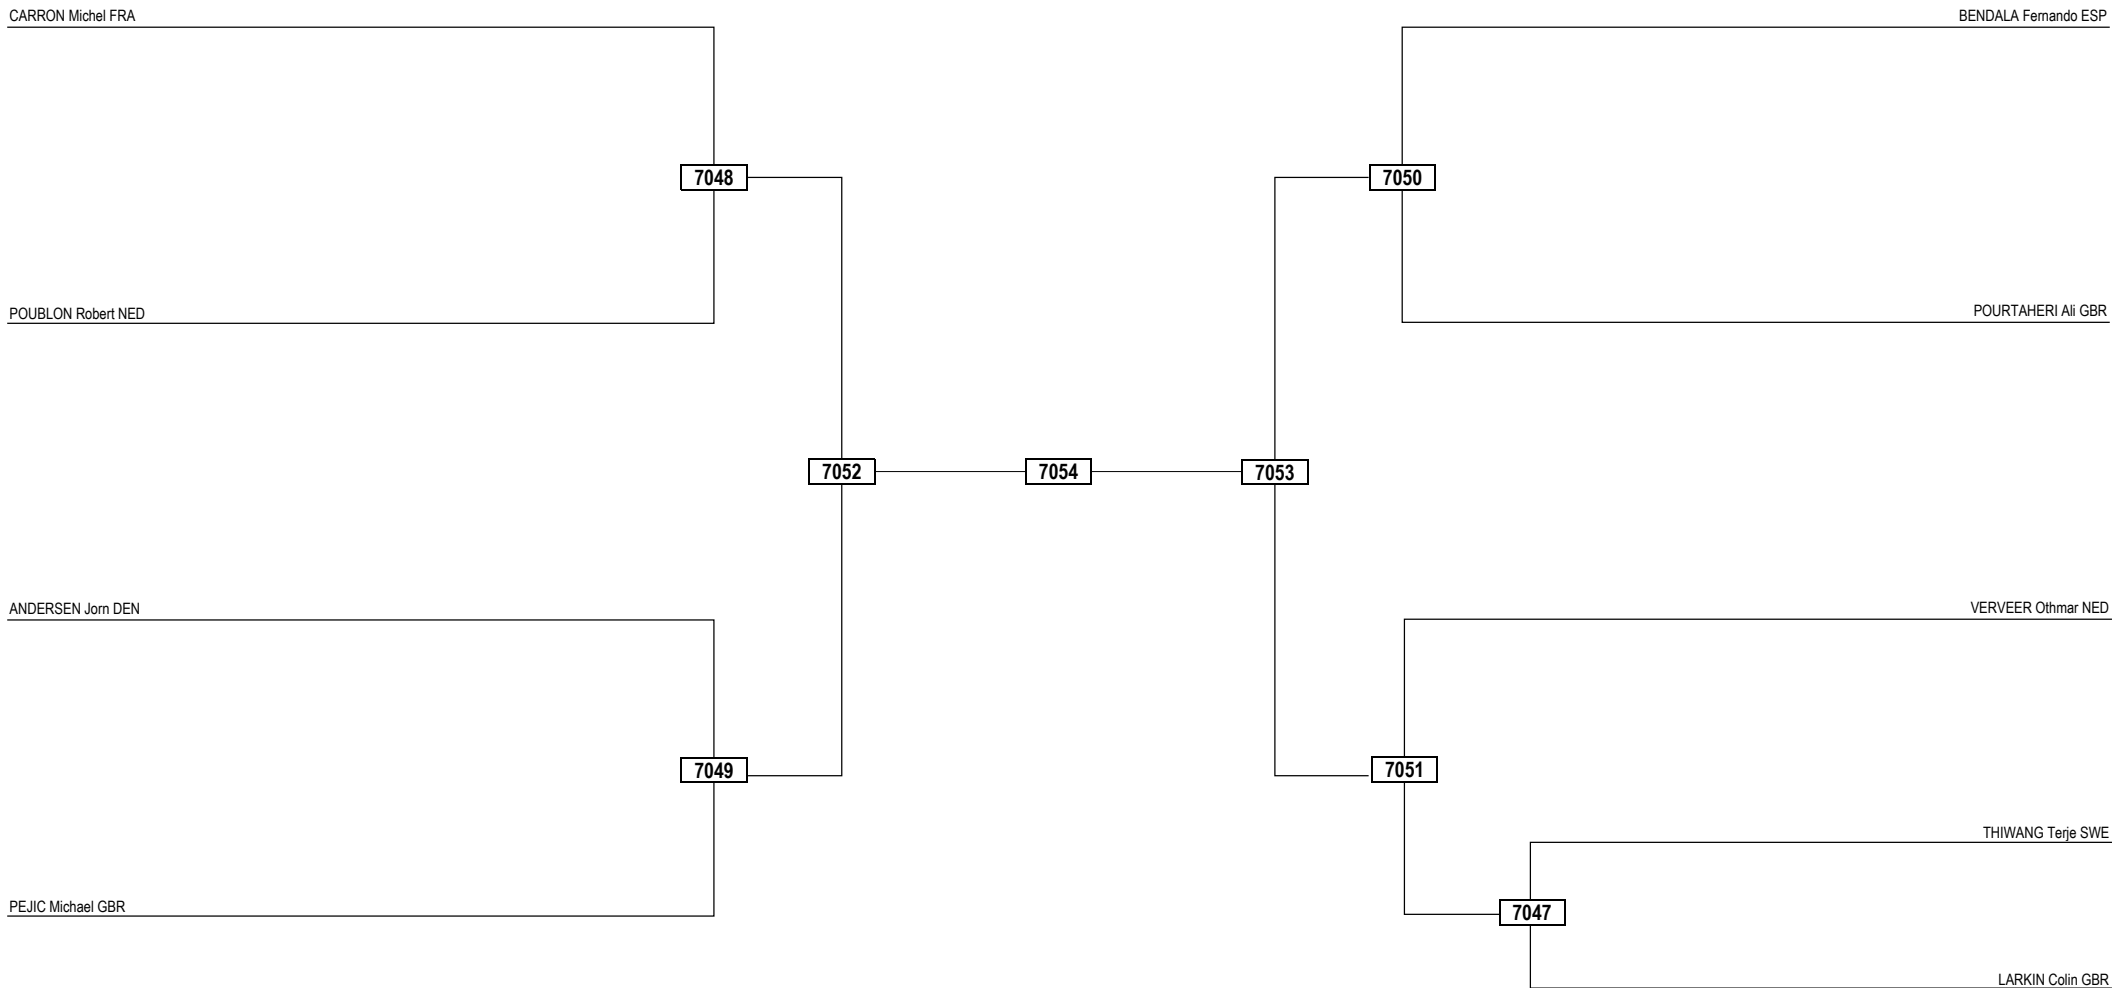 CARRON Michel FRA
BENDALA Fernando ESP
7048
7050
POUBLON Robert NED
POURTAHERI Ali GBR
7052
7054
7053
ANDERSEN Jorn DEN
VERVEER Othmar NED
7049
7051
THIWANG Terje SWE
PEJIC Michael GBR
7047
LARKIN Colin GBR